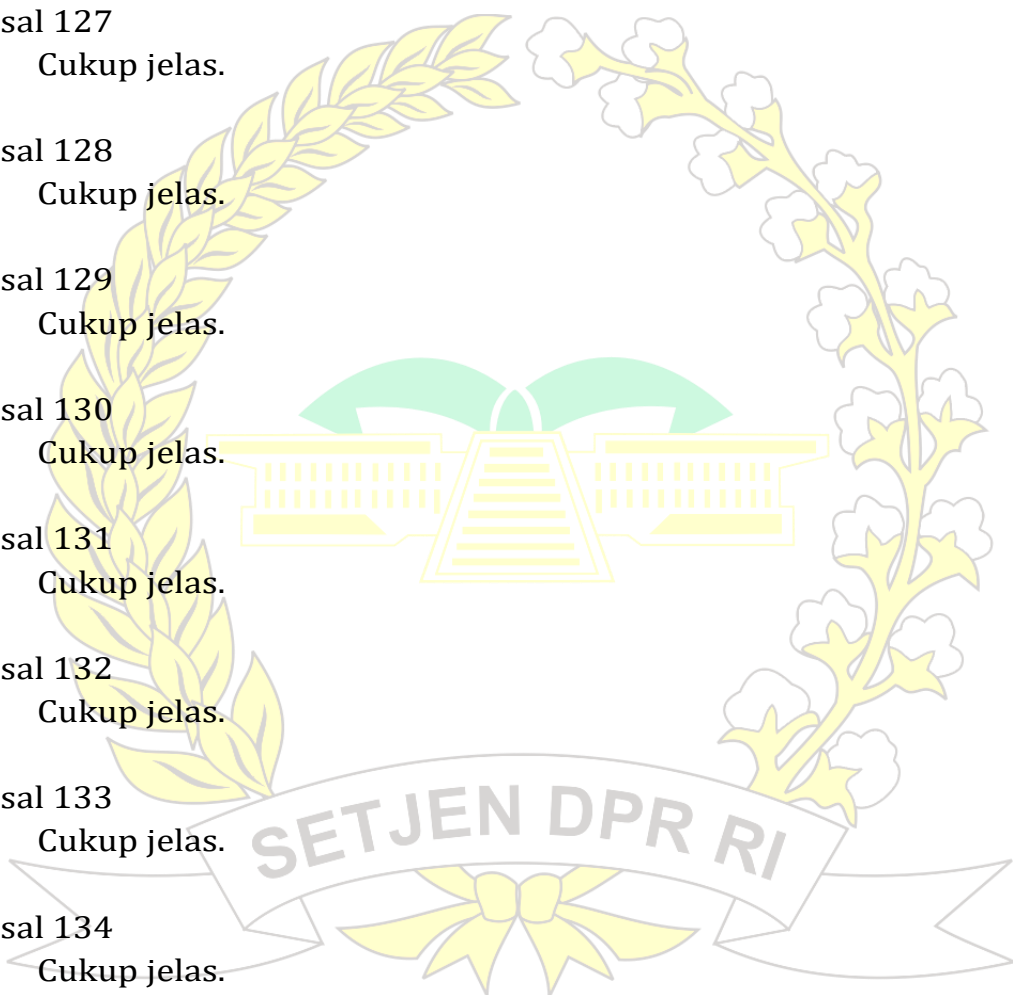 sal 127
Cukup jelas.
sal 128
Cukup jelas.
sal 129
Cukup jelas.
sal 130
Cukup jelas.
sal 131
Cukup jelas.
sal 132
Cukup jelas.
sal 133
Cukup jelas.
sal 134
Cukup jelas.
SETJEN DPR RI